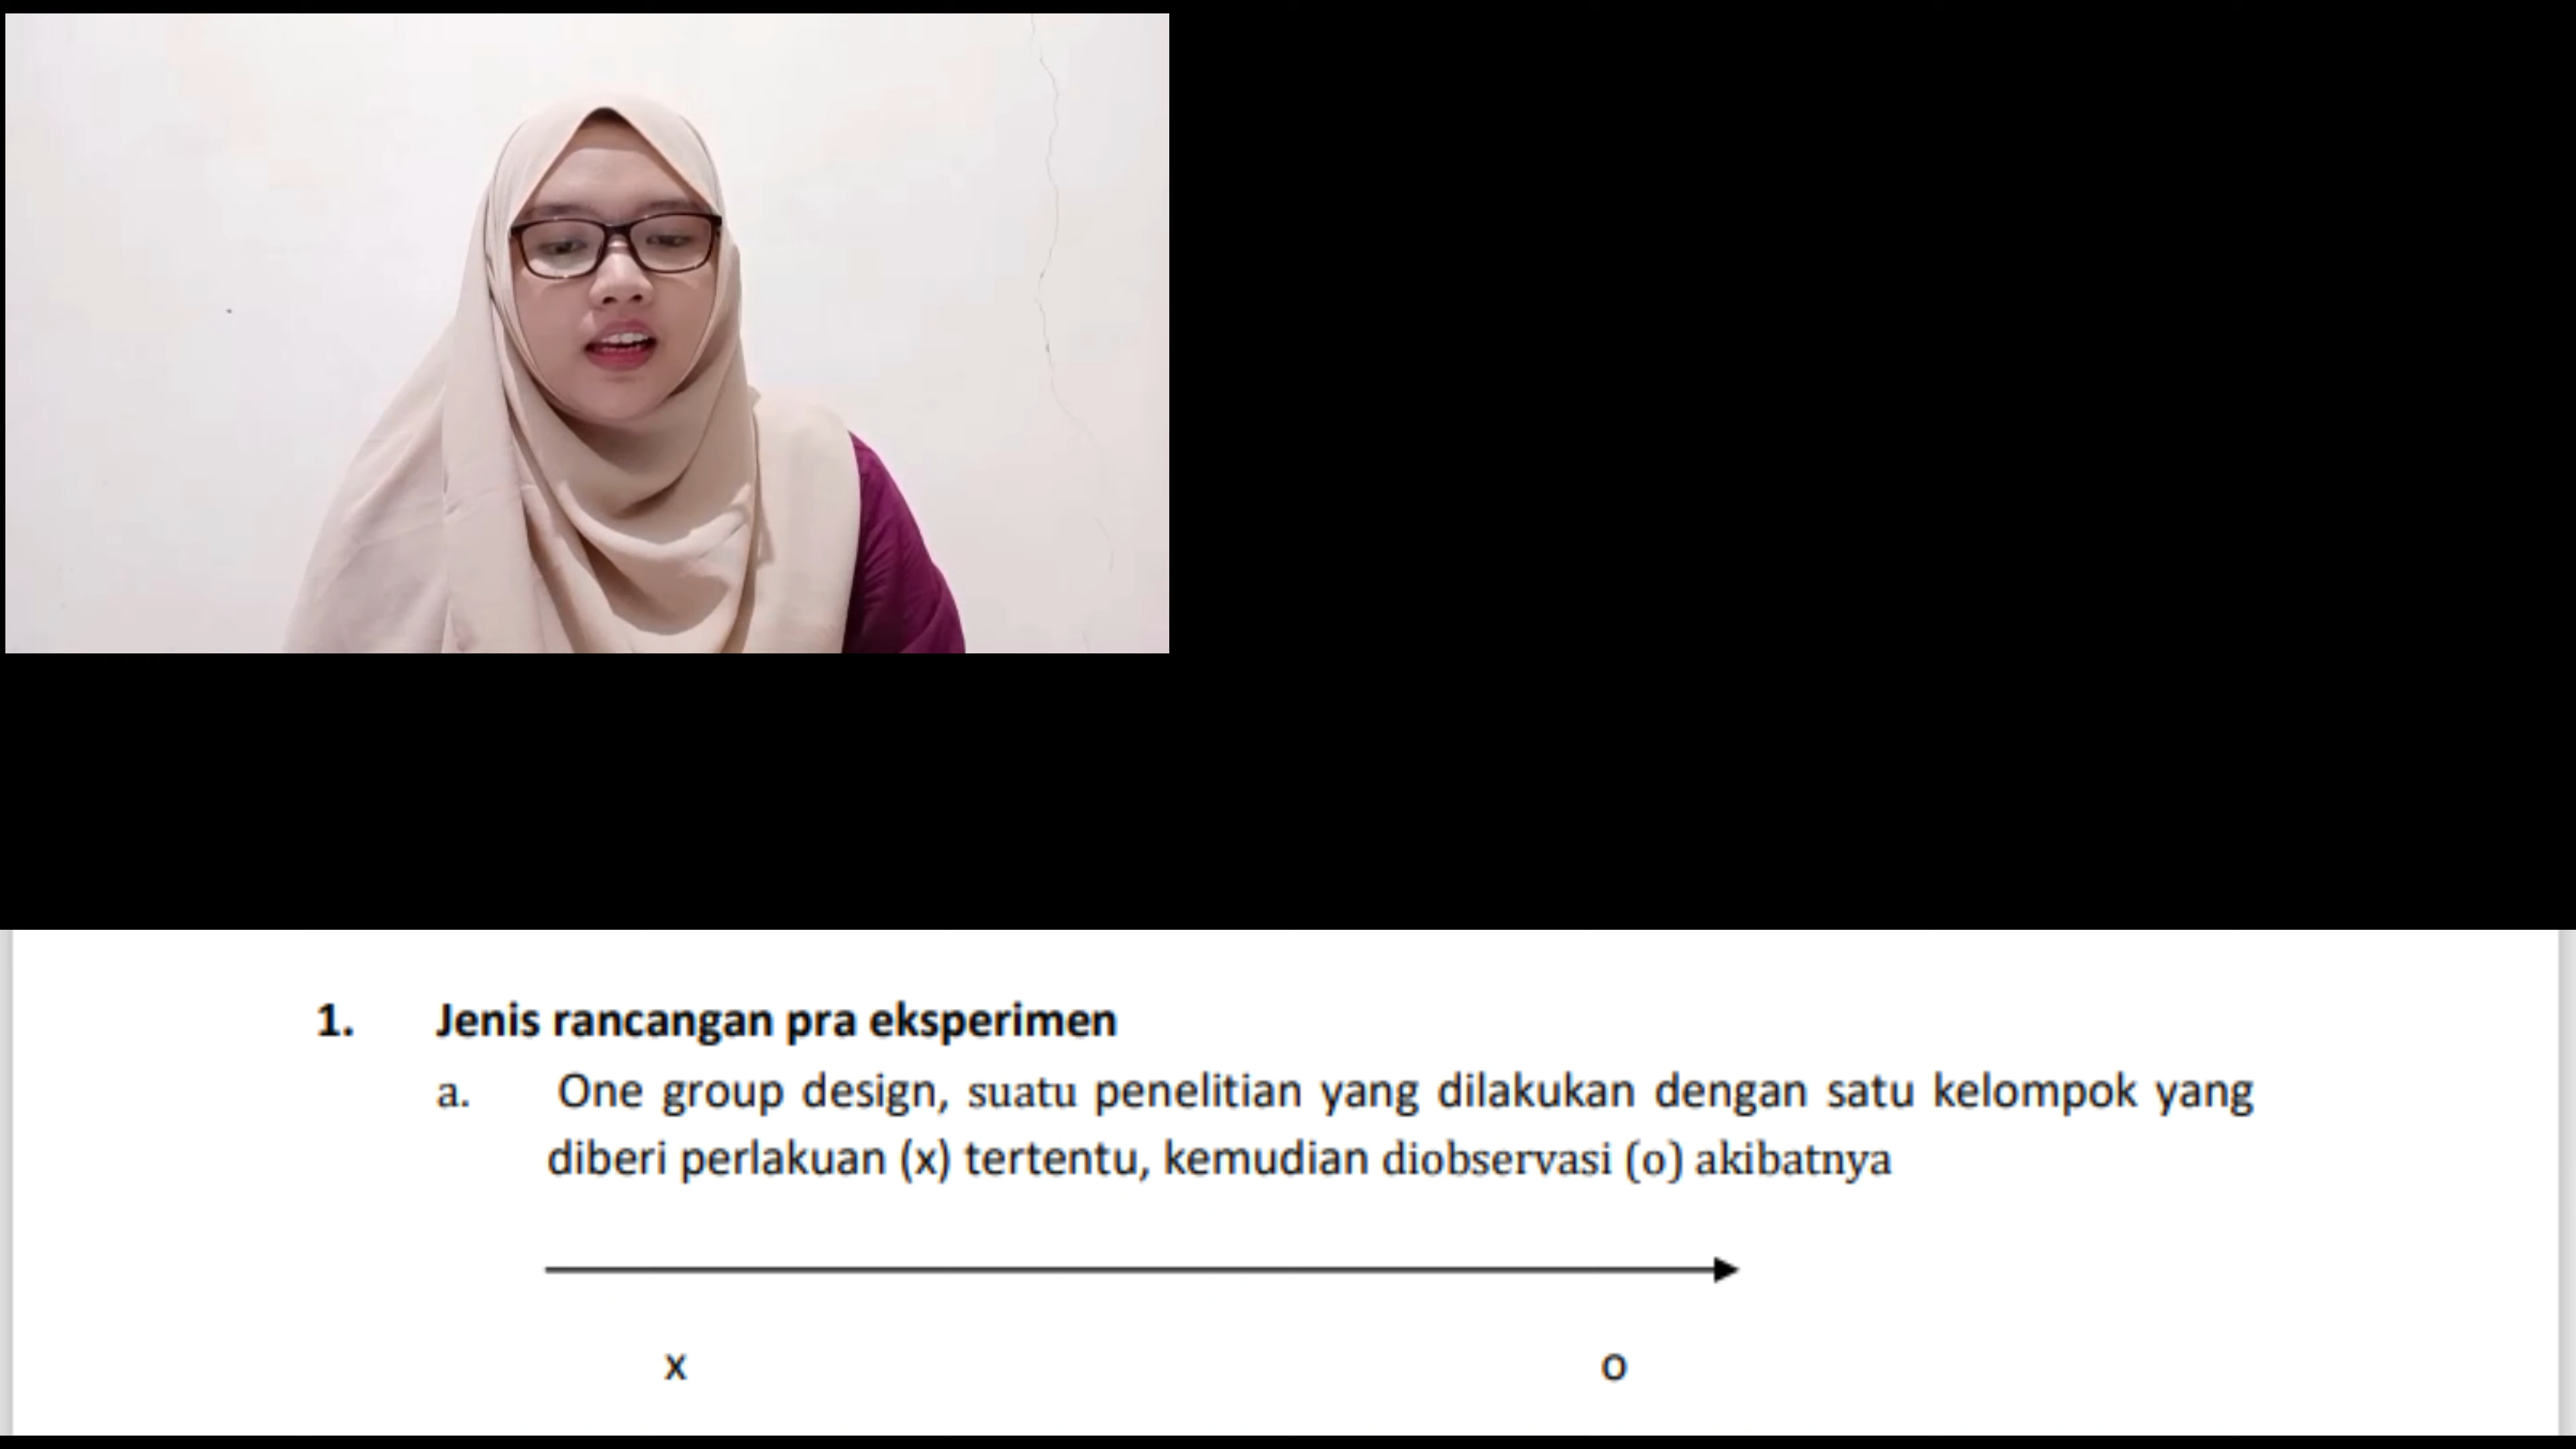 1. Jenis rancangan pra eksperimen
a. One group design, suatu penelitian yang dilakukan dengan satu kelompok yang
diberi perlakuan (x) tertentu, kemudian diobservasi (o) akibatnya
x o